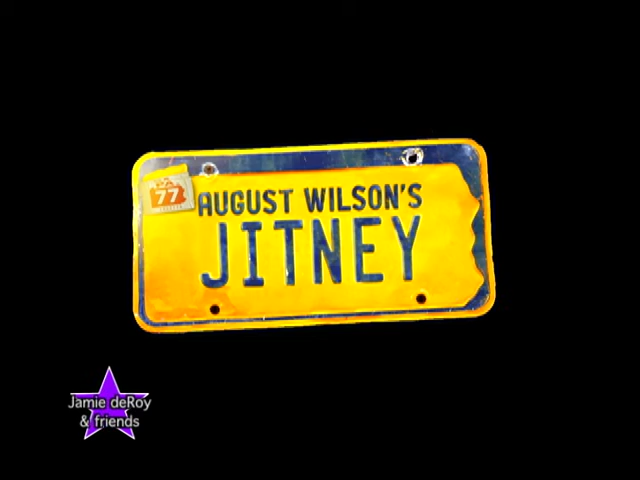 77
AUGUST WILSON'S
JITNEY
Jamie deRoy
& friends